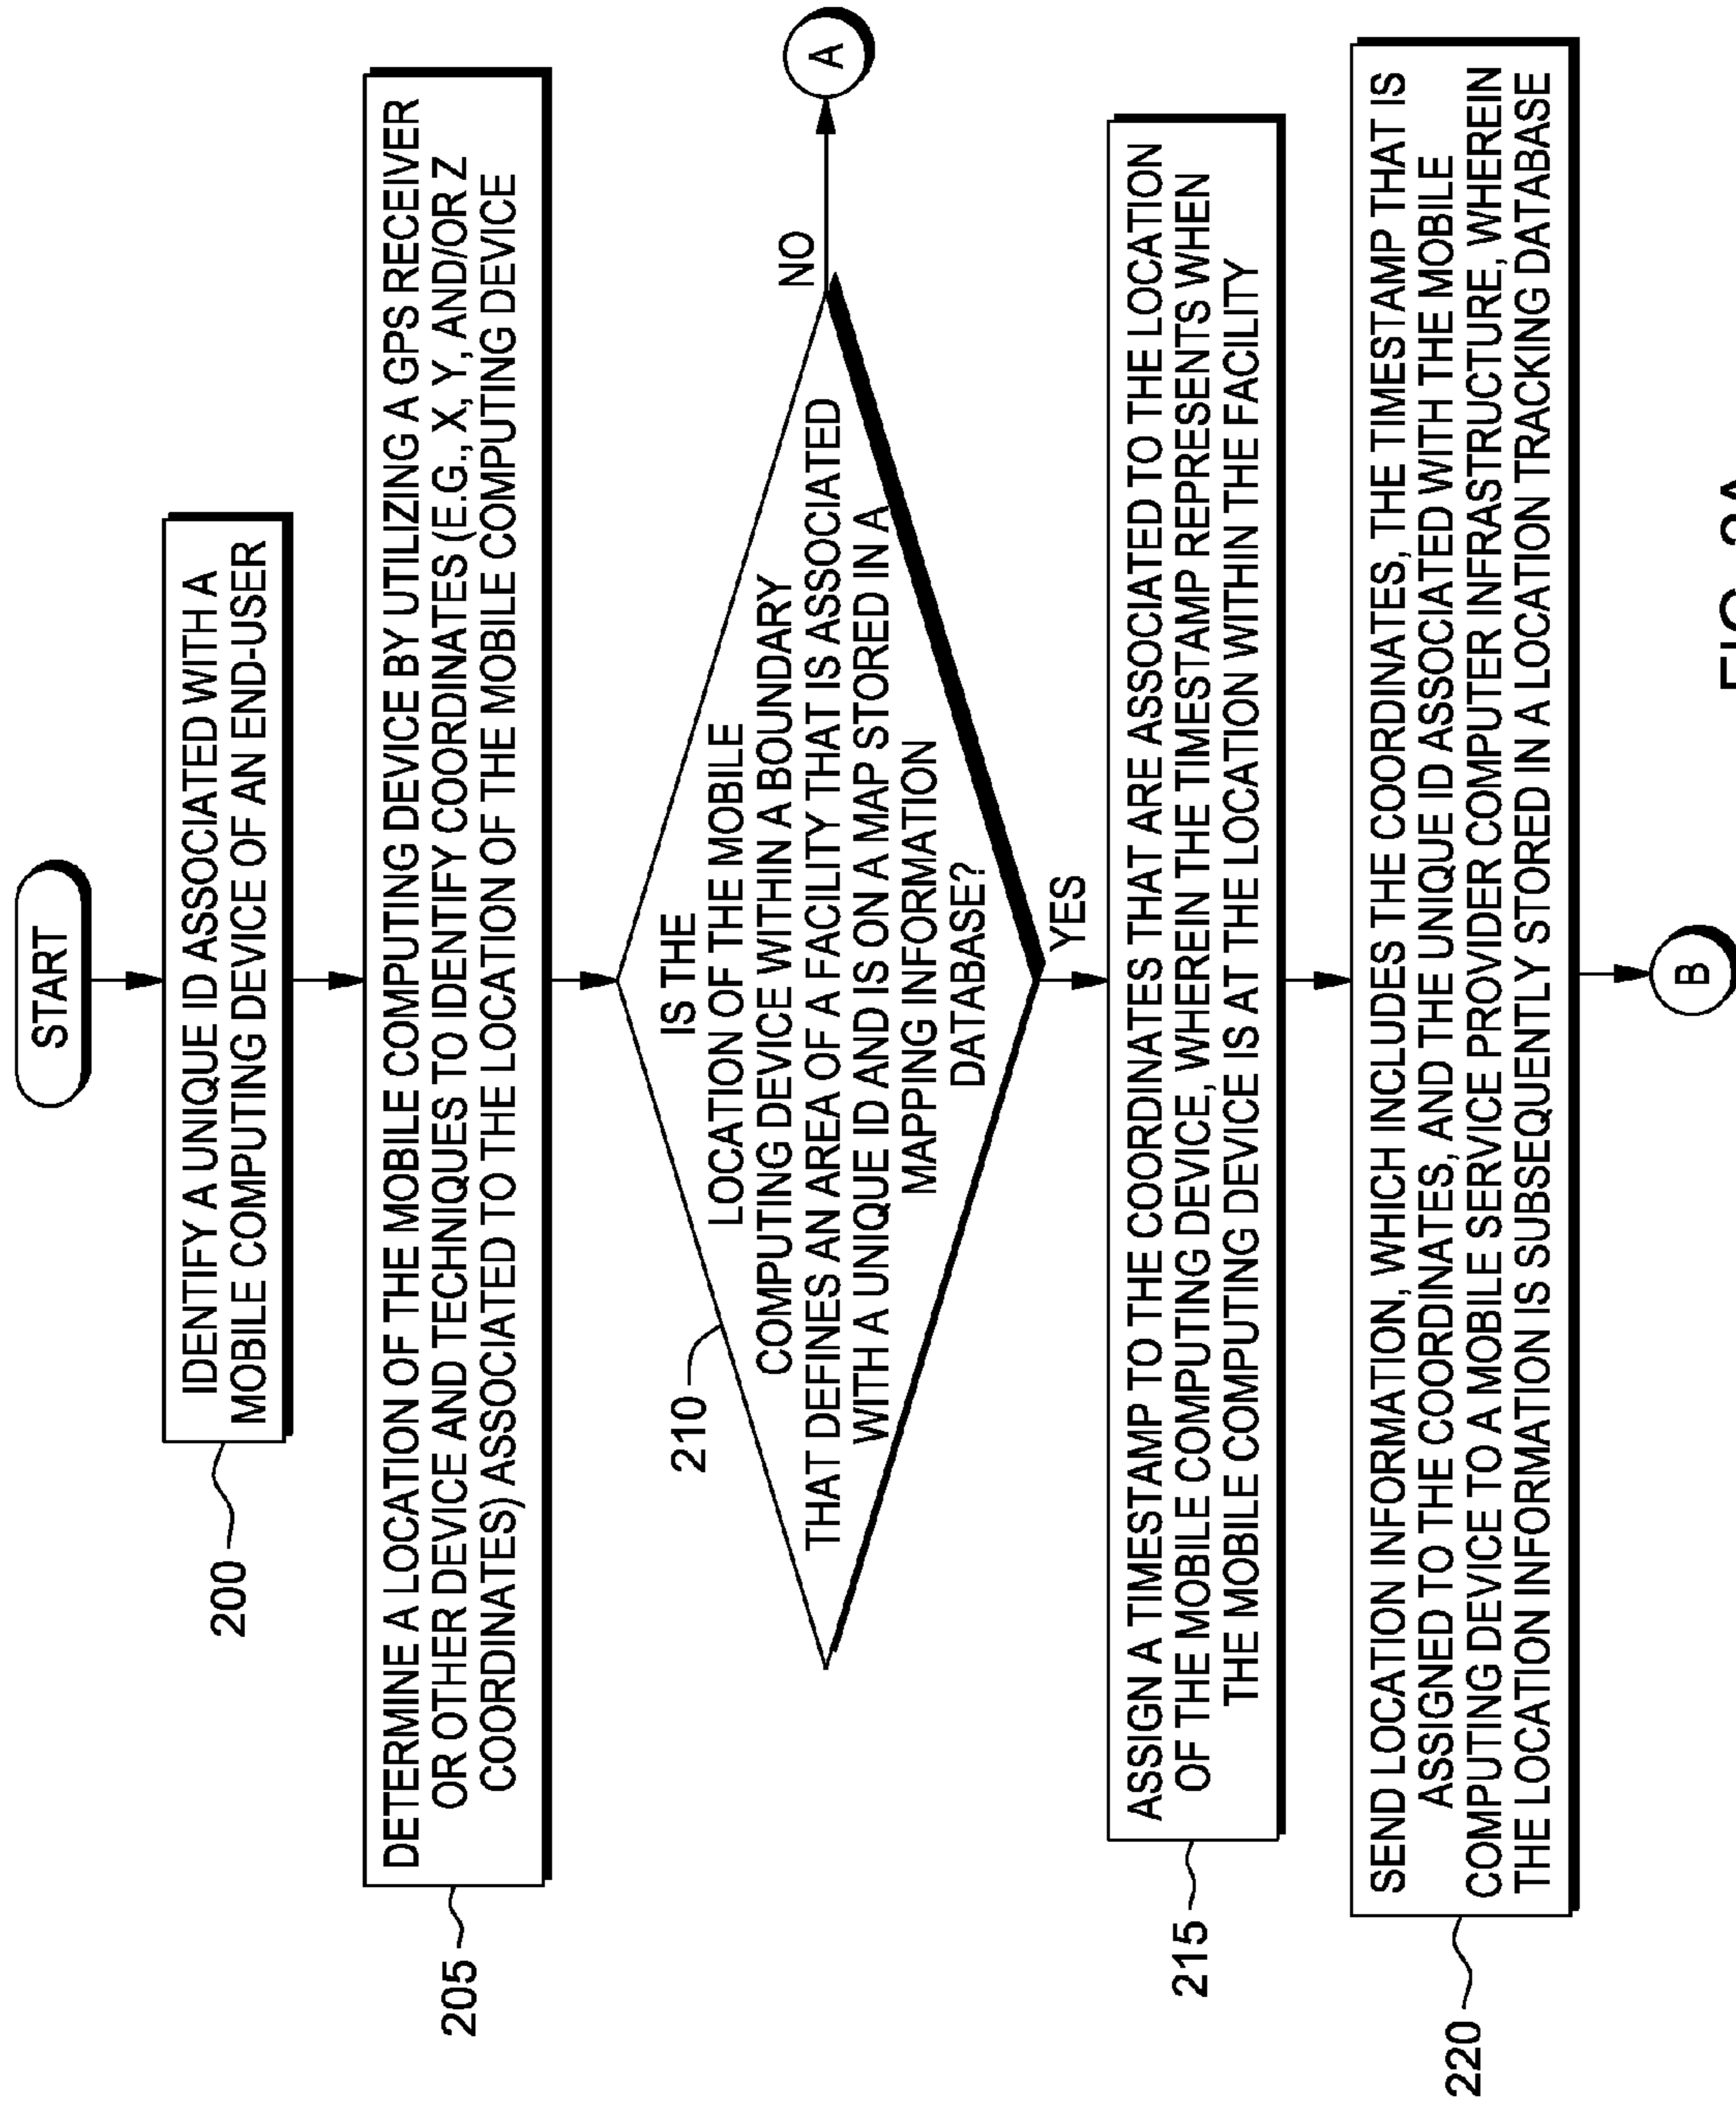 START
200
IDENTIFY A UNIQUE ID ASSOCIATED WITH A
MOBILE COMPUTING DEVICE OF AN END-USER
205
DETERMINE A LOCATION OF THE MOBILE COMPUTING DEVICE BY UTILIZING A GPS RECEIVER
OR OTHER DEVICE AND TECHNIQUES TO IDENTIFY COORDINATES (E.G., X, Y, AND/OR Z
COORDINATES) ASSOCIATED TO THE LOCATION OF THE MOBILE COMPUTING DEVICE
210
IS THE
LOCATION OF THE MOBILE
COMPUTING DEVICE WITHIN A BOUNDARY
THAT DEFINES AN AREA OF A FACILITY THAT IS ASSOCIATED
WITH A UNIQUE ID AND IS ON A MAP STORED IN A
MAPPING INFORMATION
DATABASE?
NO
A
YES
215
ASSIGN A TIMESTAMP TO THE COORDINATES THAT ARE ASSOCIATED TO THE LOCATION
OF THE MOBILE COMPUTING DEVICE, WHEREIN THE TIMESTAMP REPRESENTS WHEN
THE MOBILE COMPUTING DEVICE IS AT THE LOCATION WITHIN THE FACILITY
220
SEND LOCATION INFORMATION, WHICH INCLUDES THE COORDINATES, THE TIMESTAMP THAT IS
ASSIGNED TO THE COORDINATES, AND THE UNIQUE ID ASSOCIATED WITH THE MOBILE
COMPUTING DEVICE TO A MOBILE SERVICE PROVIDER COMPUTER INFRASTRUCTURE, WHEREIN
THE LOCATION INFORMATION IS SUBSEQUENTLY STORED IN A LOCATION TRACKING DATABASE
B